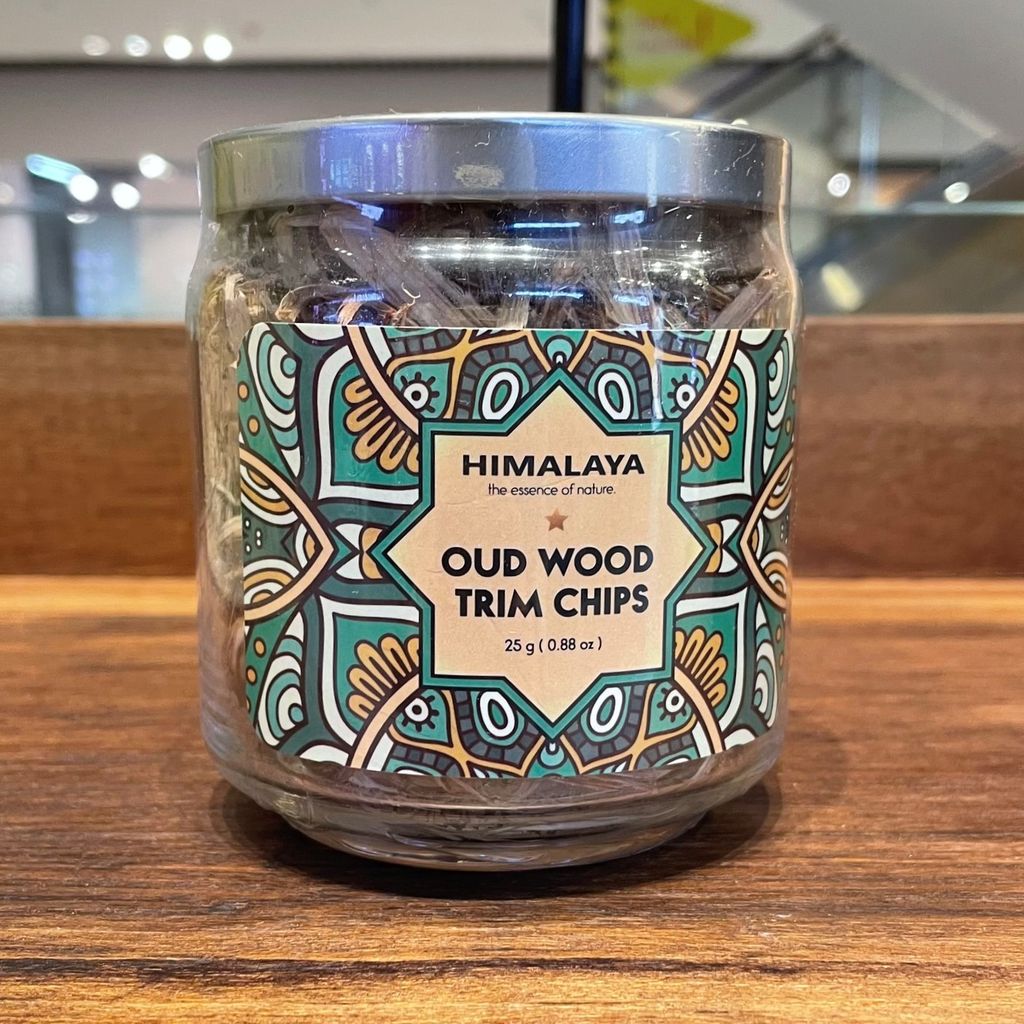 HIMALAYA
the essence of nature.
OUD WOOD
TRIM CHIPS
25 g ( 0.88 oz )